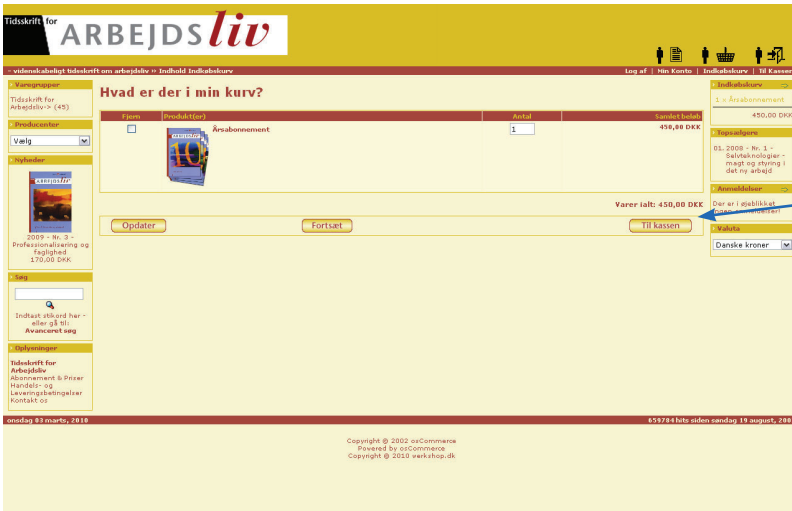 Tidsskrift for
ARBEJDSliv
- videnskabeligt tidsskrift om arbejdsliv » Indhold Indkøbskurv
Log af | Min Konto | Indkøbskurv | Til Kassen
Varegrupper
Tidsskrift for
Arbejdsliv-> (45)
Producenter
Vælg
Nyheder
ARBEJDSliv
2009 - Nr. 3 -
Professionalisering og
faglighed
170,00 DKK
Søg
Indtast stikord her -
eller gå til:
Avanceret søg
Oplysninger
Tidsskrift for
Arbejdsliv
Abonnement & Priser
Handels- og
Leveringsbetingelser
Kontakt os
Hvad er der i min kurv?
Fjern Produkt(er) Antal Samlet beløb
10
Årsabonnement 1 450,00 DKK
Varer ialt: 450,00 DKK
Opdater Fortsæt Til kassen
Indkøbskurv
1 x Årsabonnement
450,00 DKK
Topsælgere
01. 2008 - Nr. 1 -
Selvteknologier -
magt og styring i
det ny arbejd
Anmeldelser
Der er i øjeblikket
Valuta
Danske kroner
onsdag 03 marts, 2010
659784 hits siden søndag 19 august, 200
Copyright © 2002 osCommerce
Powered by osCommerce
Copyright © 2010 werkshop.dk